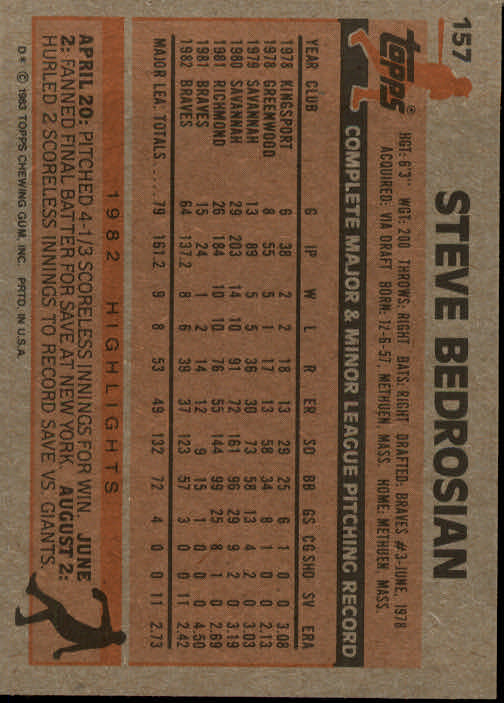 157
topps®
STEVE BEDROSIAN
HGT: 6'3" WGT: 200 THROWS: RIGHT BATS: RIGHT DRAFTED: BRAVES #3-JUNE, 1978
ACQUIRED: VIA DRAFT BORN: 12-6-57, METHUEN, MASS. HOME: METHUEN, MASS.
COMPLETE MAJOR & MINOR LEAGUE PITCHING RECORD
YEAR CLUB G IP W L R ER SO BB GS CG SHO SV ERA
1978 KINGSPORT 6 38 2 2 18 13 29 25 6 1 0 0 3.08
1978 GREENWOOD 8 55 5 1 17 13 58 34 8 1 0 0 2.13
1979 SAVANNAH 13 89 5 5 36 30 73 58 13 4 0 0 3.03
1980 SAVANNAH 29 203 14 10 91 72 161 96 29 9 2 0 3.19
1981 RICHMOND 26 184 10 10 76 55 144 99 25 8 1 0 2.69
1981 BRAVES 15 24 1 2 14 12 9 15 1 0 0 0 4.50
1982 BRAVES 64 137.2 8 6 39 37 123 57 3 0 0 11 2.42
MAJOR LEA. TOTALS .... 79 161.2 9 8 53 49 132 72 4 0 0 11 2.73
1982 HIGHLIGHTS
APRIL 20: PITCHED 4-1/3 SCORELESS INNINGS FOR WIN. JUNE
2: FANNED FINAL BATTER FOR SAVE AT NEW YORK. AUGUST 2:
HURLED 2 SCORELESS INNINGS TO RECORD SAVE VS. GIANTS.
D* © 1983 TOPPS CHEWING GUM, INC. PRTD. IN U.S.A.